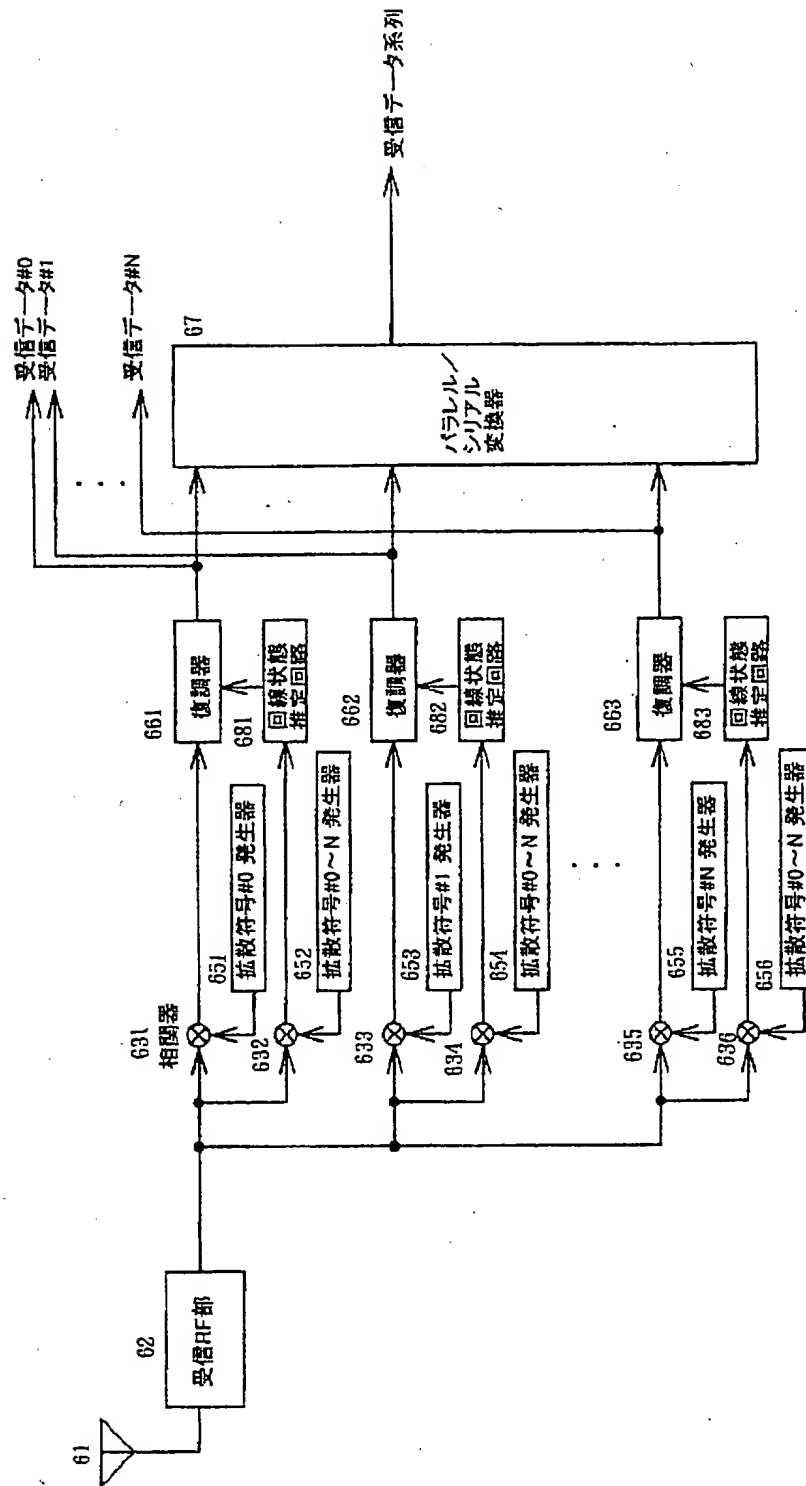 61
62
受信RF部
631
相関器
651
拡散符号#0 発生器
632
652
拡散符号#0～N 発生器
661
復調器
681
回線状態
推定回路
633
653
拡散符号#1 発生器
634
654
拡散符号#0～N 発生器
662
復調器
682
回線状態
推定回路
635
655
拡散符号#N 発生器
636
656
拡散符号#0～N 発生器
663
復調器
683
回線状態
推定回路
67
パラレル／
シリアル
変換器
受信データ#0
受信データ#1
受信データ#N
受信データ系列